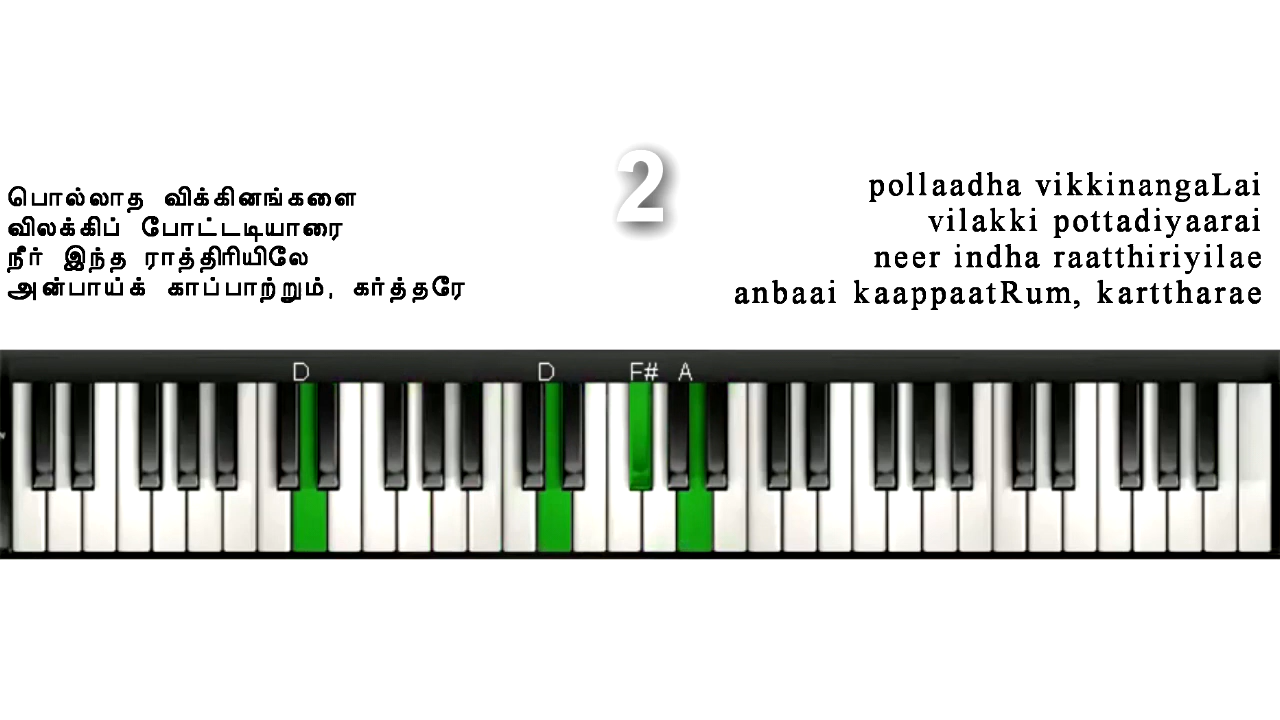 2
பொல்லாத விக்கினங்களை
விலக்கிப் போட்டடியாரை
நீர் இந்த ராத்திரியிலே
அன்பாய்க் காப்பாற்றும், கர்த்தரே
pollaadha vikkinangaLai
vilakki pottadiyaarai
neer indha raatthiriyilae
anbaai kaappaatRum, karttharae
D D F# A